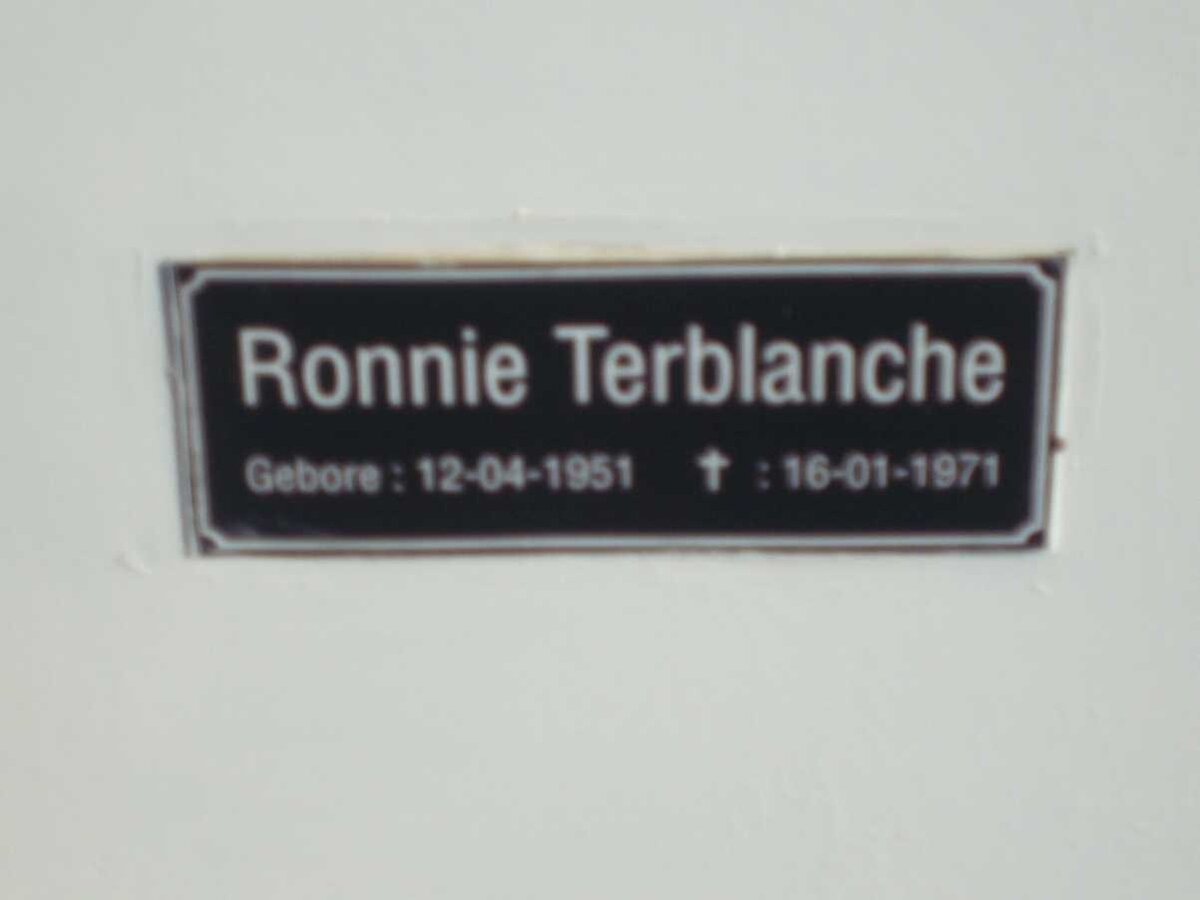 Ronnie Terblanche
Gebore : 12-04-1951 ✝ : 16-01-1971